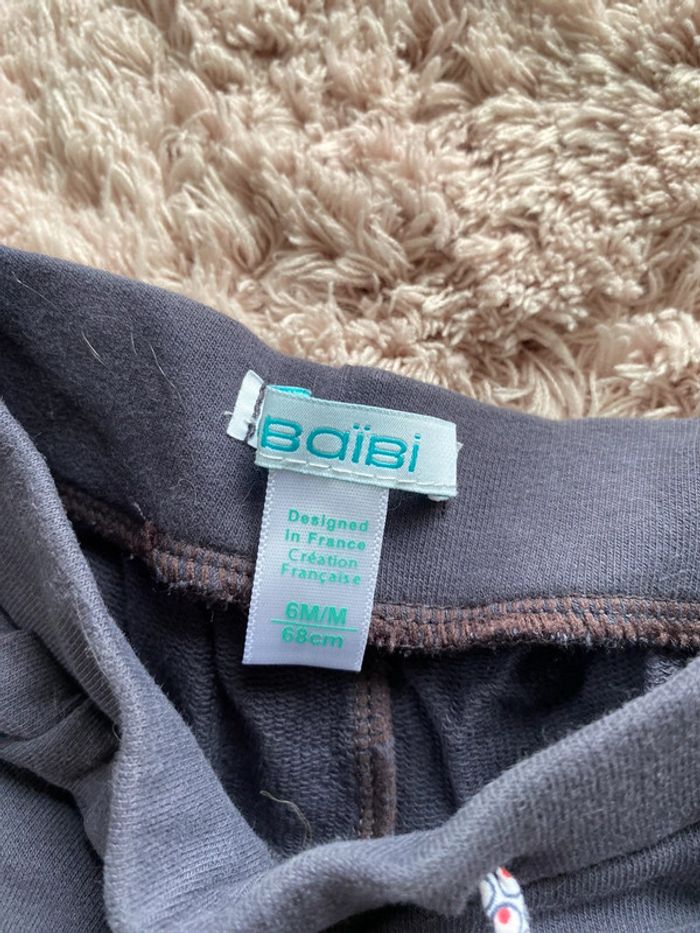 BaïBi
Designed
in France
Création
Française
6M/M
68cm